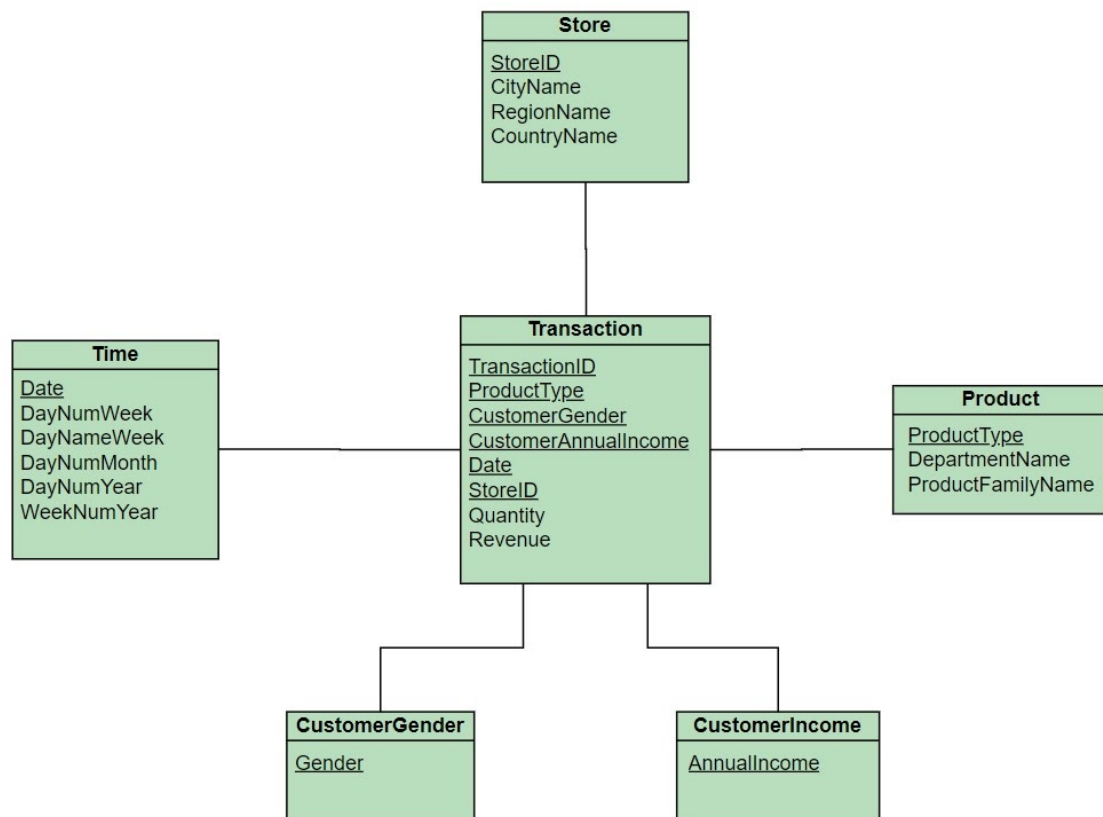 Store
StoreID
CityName
RegionName
CountryName
Time
Date
DayNumWeek
DayNameWeek
DayNumMonth
DayNumYear
WeekNumYear
Transaction
TransactionID
ProductType
CustomerGender
CustomerAnnualIncome
Date
StoreID
Quantity
Revenue
Product
ProductType
DepartmentName
ProductFamilyName
CustomerGender
Gender
CustomerIncome
AnnualIncome